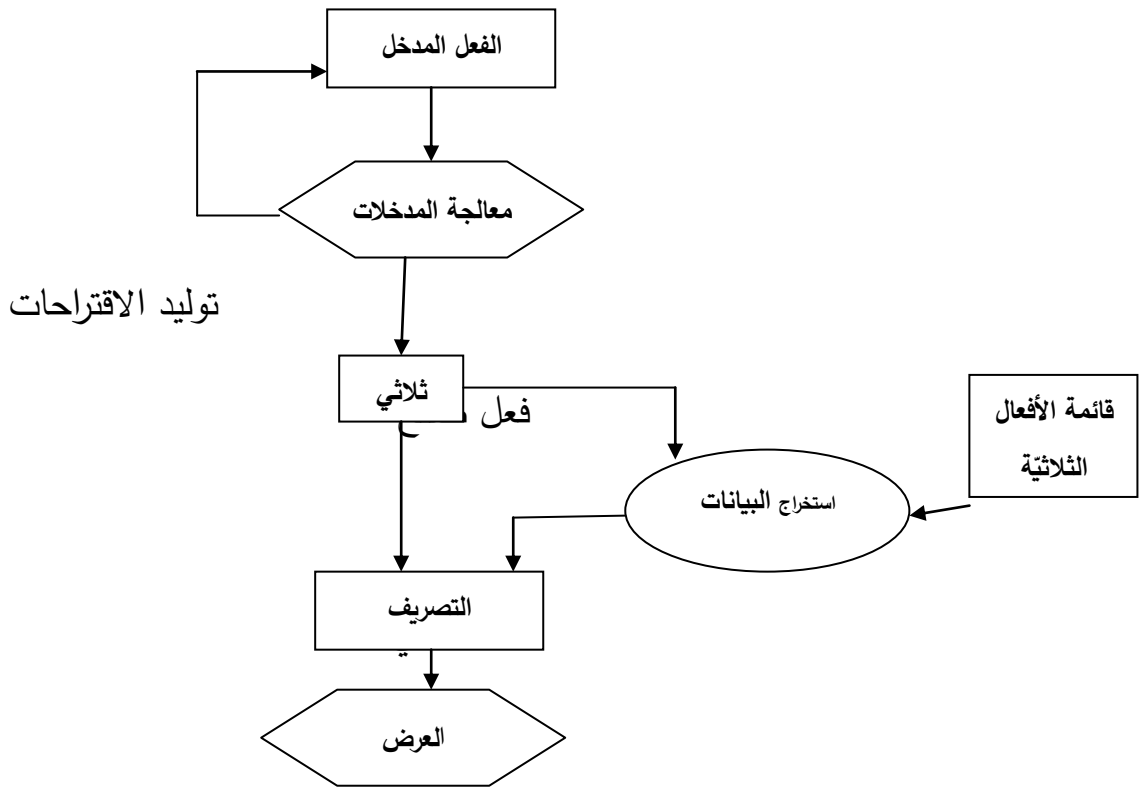 الفعل المدخل
معالجة المدخلات
توليد الاقتراحات
ثلاثي
فعل
قائمة الأفعال
الثلاثيّة
استخراج البيانات
التصريف
العرض